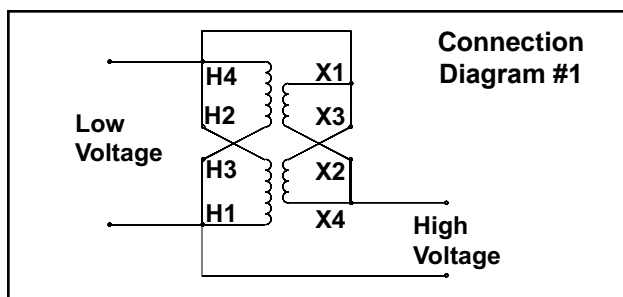 Connection
Diagram #1
H4
X1
H2
X3
Low
Voltage
H3
X2
H1
X4
High
Voltage